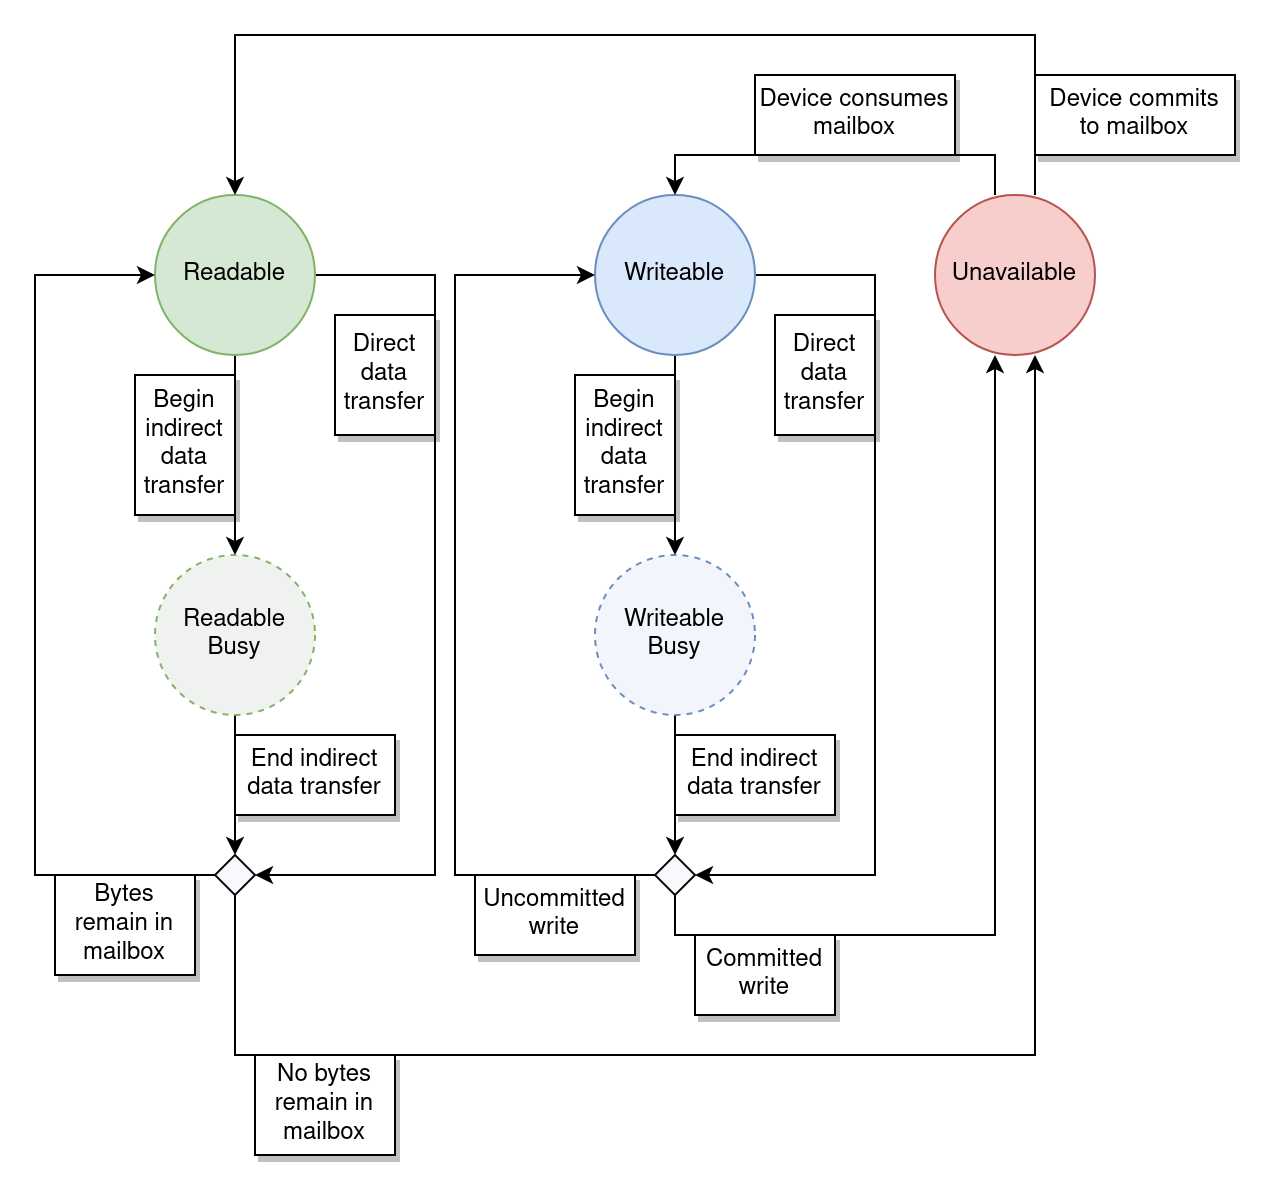 Device consumes
mailbox
Device commits
to mailbox
Readable
Writeable
Unavailable
Direct
data
transfer
Direct
data
transfer
Begin
indirect
data
transfer
Begin
indirect
data
transfer
Readable
Busy
Writeable
Busy
End indirect
data transfer
End indirect
data transfer
Bytes
remain in
mailbox
Uncommitted
write
Committed
write
No bytes
remain in
mailbox